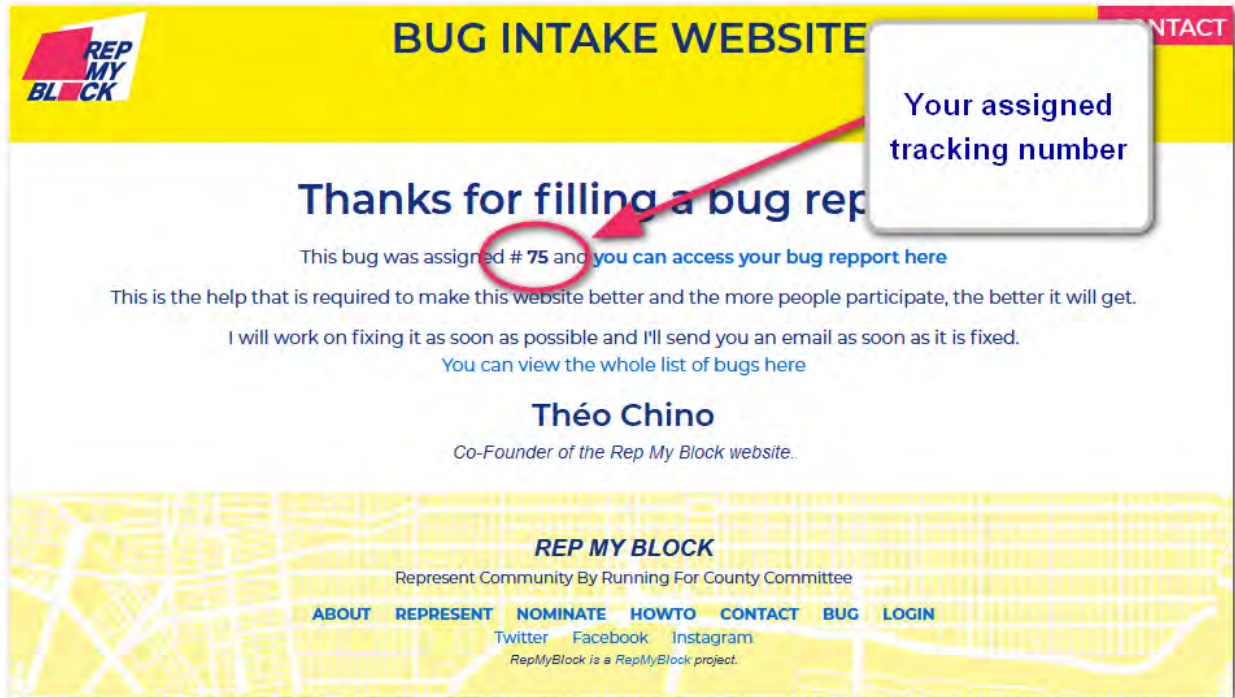 REP
MY
BLOCK
BUG INTAKE WEBSITE
NTACT
Your assigned
tracking number
Thanks for filling a bug rep
This bug was assigned # 75 and you can access your bug repport here
This is the help that is required to make this website better and the more people participate, the better it will get.
I will work on fixing it as soon as possible and I'll send you an email as soon as it is fixed.
You can view the whole list of bugs here
Théo Chino
Co-Founder of the Rep My Block website.
REP MY BLOCK
Represent Community By Running For County Committee
ABOUT REPRESENT NOMINATE HOWTO CONTACT BUG LOGIN
Twitter Facebook Instagram
RepMyBlock is a RepMyBlock project.